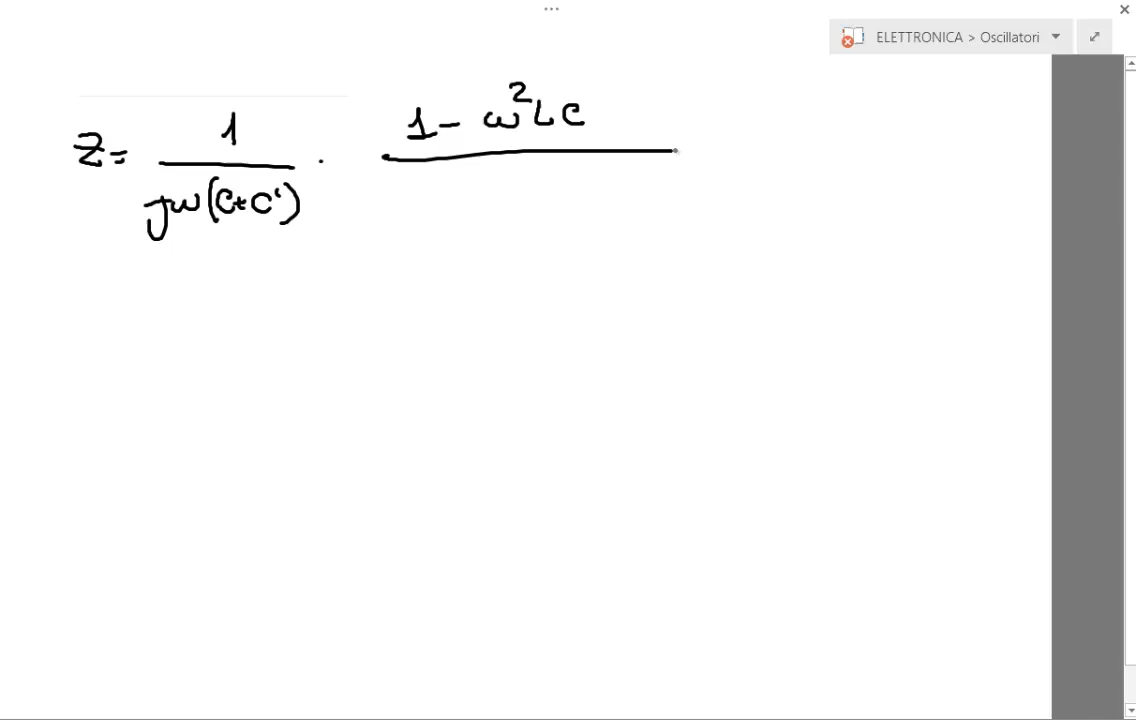 ELETTRONICA > Oscillatori
Z = 1 / jω(C+C') · 1 - ω²LC